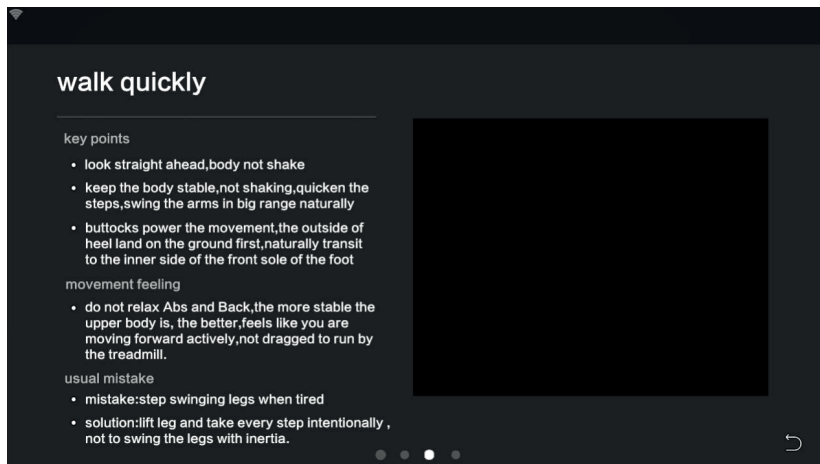 walk quickly
key points
• look straight ahead,body not shake
• keep the body stable,not shaking,quicken the
steps,swing the arms in big range naturally
• buttocks power the movement,the outside of
heel land on the ground first,naturally transit
to the inner side of the front sole of the foot
movement feeling
• do not relax Abs and Back,the more stable the
upper body is, the better,feels like you are
moving forward actively,not dragged to run by
the treadmill.
usual mistake
• mistake:step swinging legs when tired
• solution:lift leg and take every step intentionally ,
not to swing the legs with inertia.